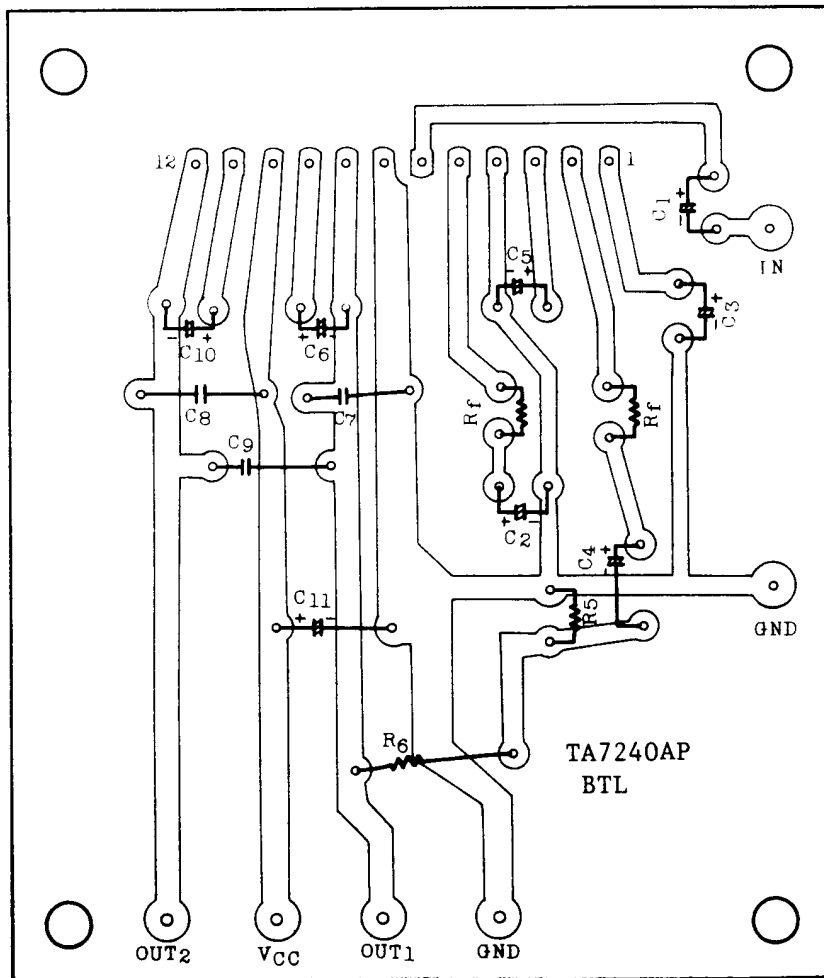 12
1
C1
+
-
IN
C5
- +
C3
+
-
- +
C10
+ -
C6
C8
C7
Rf
Rf
C9
+ -
C2
C4
+
-
C11
+ -
R5
GND
R6
TA7240AP
BTL
OUT2
VCC
OUT1
GND